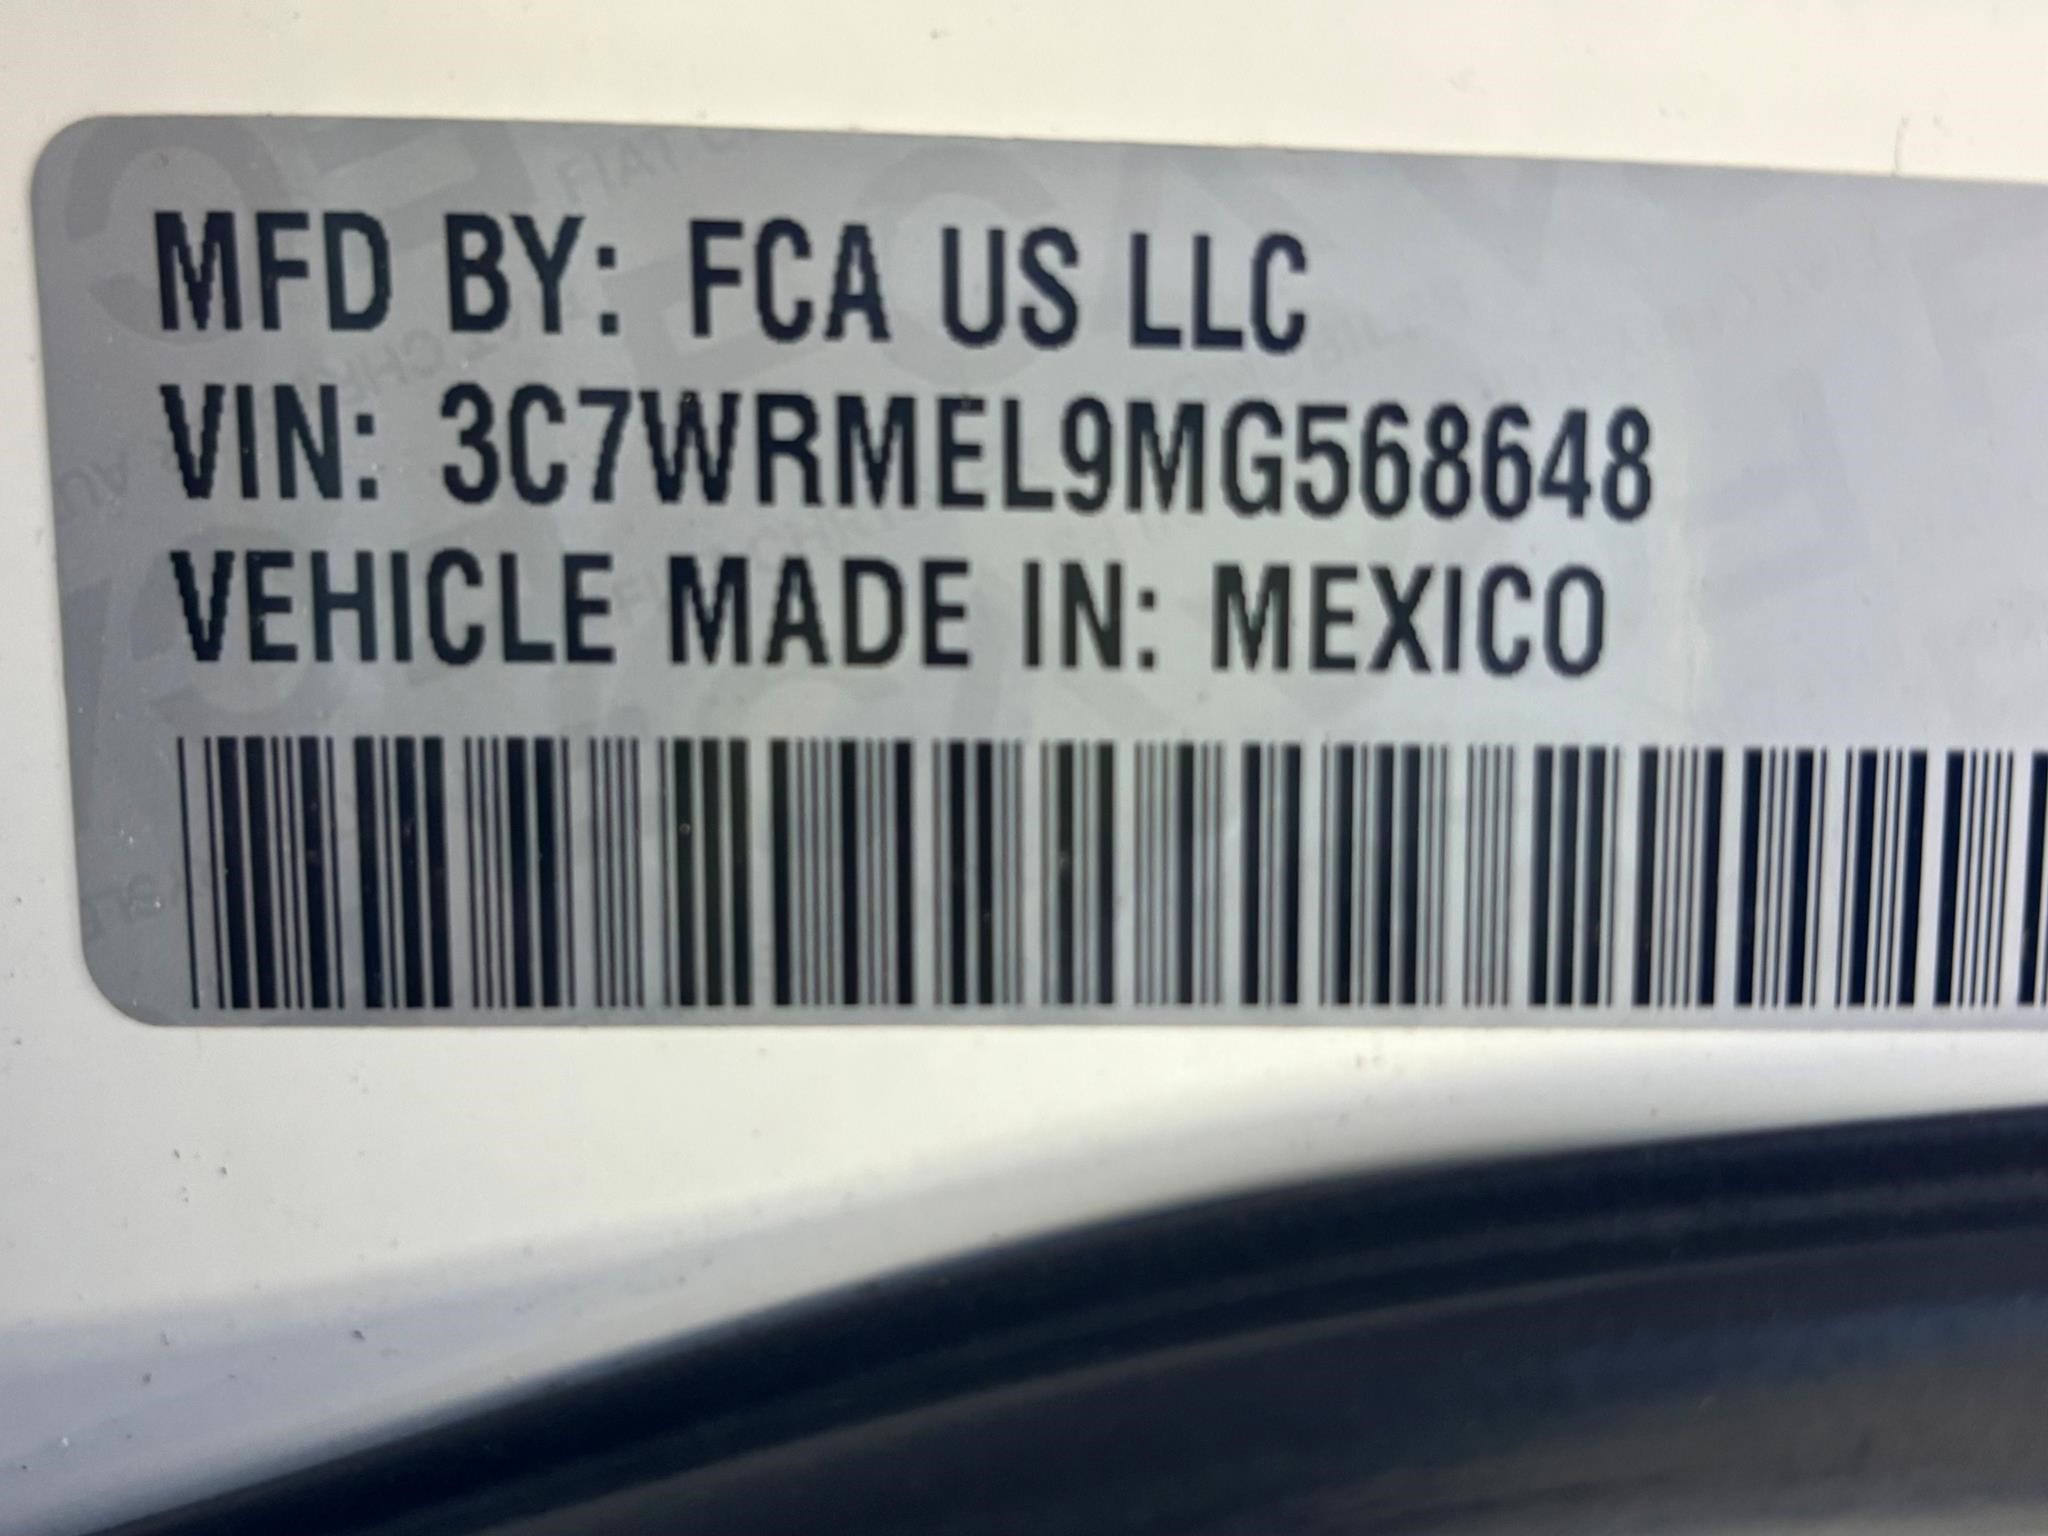 MFD BY: FCA US LLC
VIN: 3C7WRMEL9MG568648
VEHICLE MADE IN: MEXICO